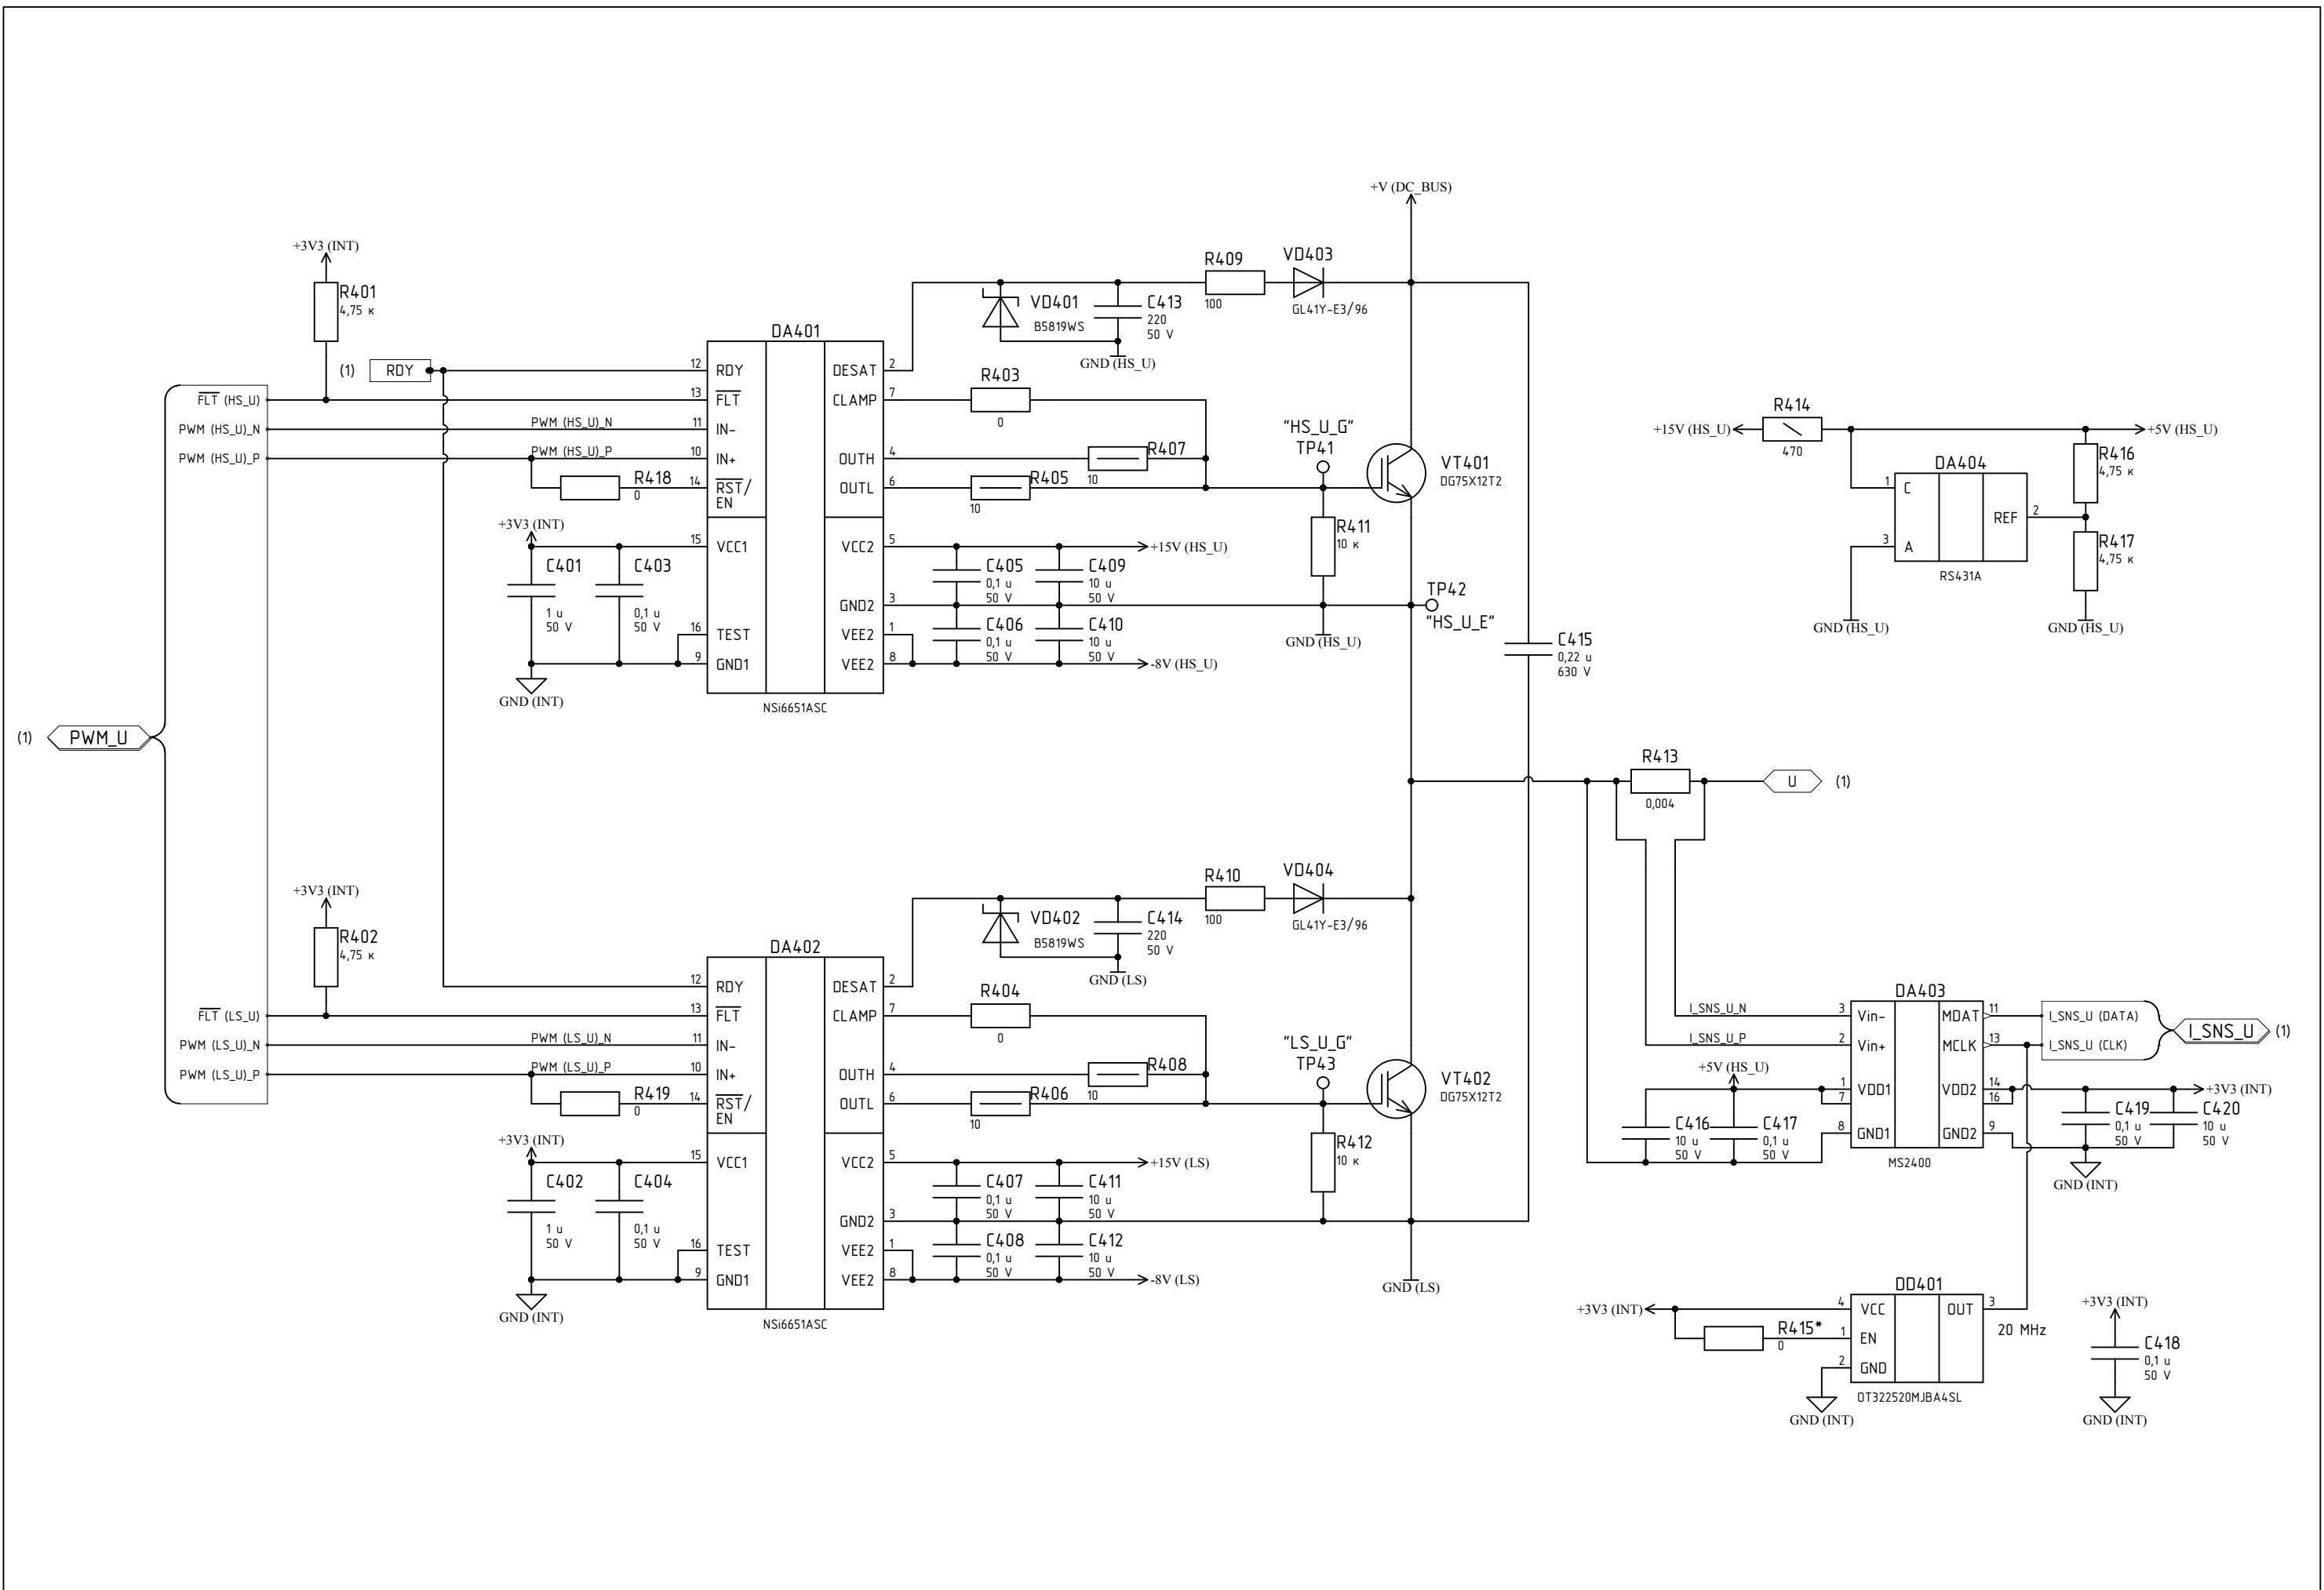 +V (DC_BUS)
+3V3 (INT)
R401
4,75 к
R409
100
VD403
GL41Y-E3/96
VD401
B5819WS
C413
220
50 V
GND (HS_U)
DA401
(1)
RDY
12
RDY
DESAT
2
FLT (HS_U)
13
FLT
CLAMP
7
R403
0
PWM (HS_U)_N
PWM (HS_U)_N
11
IN-
PWM (HS_U)_P
PWM (HS_U)_P
10
IN+
OUTH
4
R407
10
R418
0
14
RST/
EN
OUTL
6
R405
10
"HS_U_G"
TP41
VT401
DG75X12T2
R411
10 к
+3V3 (INT)
15
VCC1
VCC2
5
+15V (HS_U)
C401
1 u
50 V
C403
0,1 u
50 V
C405
0,1 u
50 V
C409
10 u
50 V
GND2
3
TP42
"HS_U_E"
GND (HS_U)
16
TEST
VEE2
1
C406
0,1 u
50 V
C410
10 u
50 V
9
GND1
VEE2
8
-8V (HS_U)
GND (INT)
NSi6651ASC
C415
0,22 u
630 V
R414
470
+15V (HS_U)
+5V (HS_U)
DA404
1
C
REF
2
3
A
RS431A
R416
4,75 к
R417
4,75 к
GND (HS_U)
GND (HS_U)
(1)
PWM_U
R413
0,004
U
(1)
+3V3 (INT)
R402
4,75 к
R410
100
VD404
GL41Y-E3/96
VD402
B5819WS
C414
220
50 V
GND (LS)
DA402
12
RDY
DESAT
2
FLT (LS_U)
13
FLT
CLAMP
7
R404
0
PWM (LS_U)_N
PWM (LS_U)_N
11
IN-
PWM (LS_U)_P
PWM (LS_U)_P
10
IN+
OUTH
4
R408
10
R419
0
14
RST/
EN
OUTL
6
R406
10
"LS_U_G"
TP43
VT402
DG75X12T2
R412
10 к
+3V3 (INT)
15
VCC1
VCC2
5
+15V (LS)
C402
1 u
50 V
C404
0,1 u
50 V
C407
0,1 u
50 V
C411
10 u
50 V
GND2
3
16
TEST
VEE2
1
C408
0,1 u
50 V
C412
10 u
50 V
9
GND1
VEE2
8
-8V (LS)
GND (LS)
GND (INT)
NSi6651ASC
DA403
I_SNS_U_N
3
Vin-
MDAT
11
I_SNS_U (DATA)
I_SNS_U_P
2
Vin+
MCLK
13
I_SNS_U (CLK)
I_SNS_U
(1)
+5V (HS_U)
1
7
VDD1
VDD2
14
16
+3V3 (INT)
C416
10 u
50 V
C417
0,1 u
50 V
8
GND1
GND2
9
C419
0,1 u
50 V
C420
10 u
50 V
MS2400
GND (INT)
DD401
+3V3 (INT)
4
VCC
OUT
3
20 MHz
R415*
0
1
EN
2
GND
OT322520MJBA4SL
GND (INT)
+3V3 (INT)
C418
0,1 u
50 V
GND (INT)